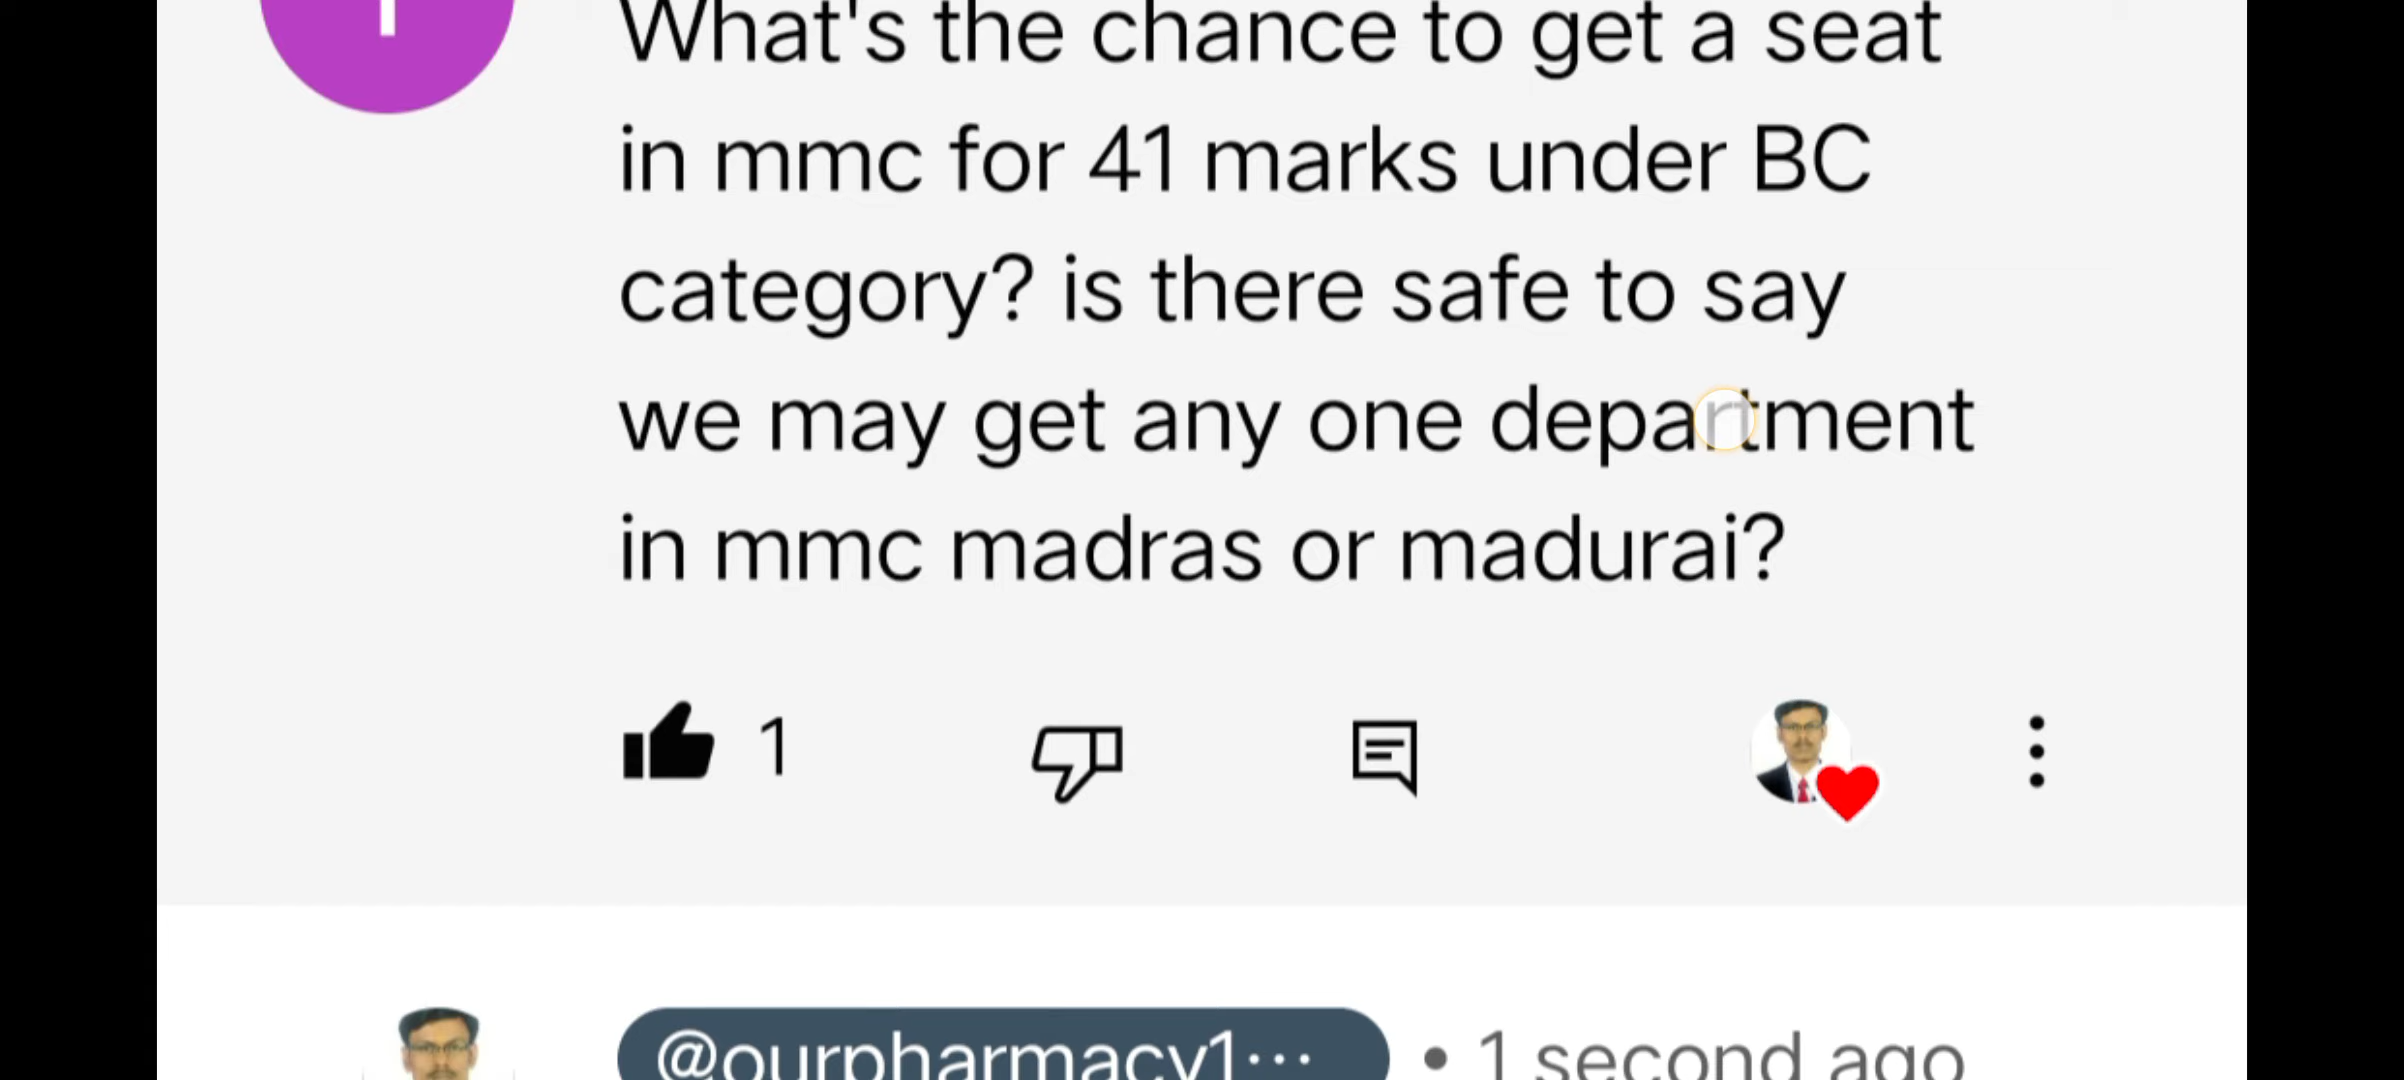 What's the chance to get a seat
in mmc for 41 marks under BC
category? is there safe to say
we may get any one department
in mmc madras or madurai?
1
@ourpharmacy1... • 1 second ago